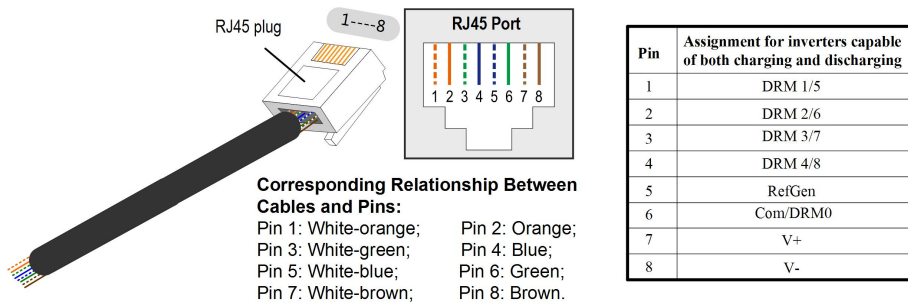 RJ45 plug
1----8
RJ45 Port
1 2 3 4 5 6 7 8
Corresponding Relationship Between
Cables and Pins:
Pin 1: White-orange; Pin 2: Orange;
Pin 3: White-green; Pin 4: Blue;
Pin 5: White-blue; Pin 6: Green;
Pin 7: White-brown; Pin 8: Brown.
Pin Assignment for inverters capable
of both charging and discharging
1 DRM 1/5
2 DRM 2/6
3 DRM 3/7
4 DRM 4/8
5 RefGen
6 Com/DRM0
7 V+
8 V-